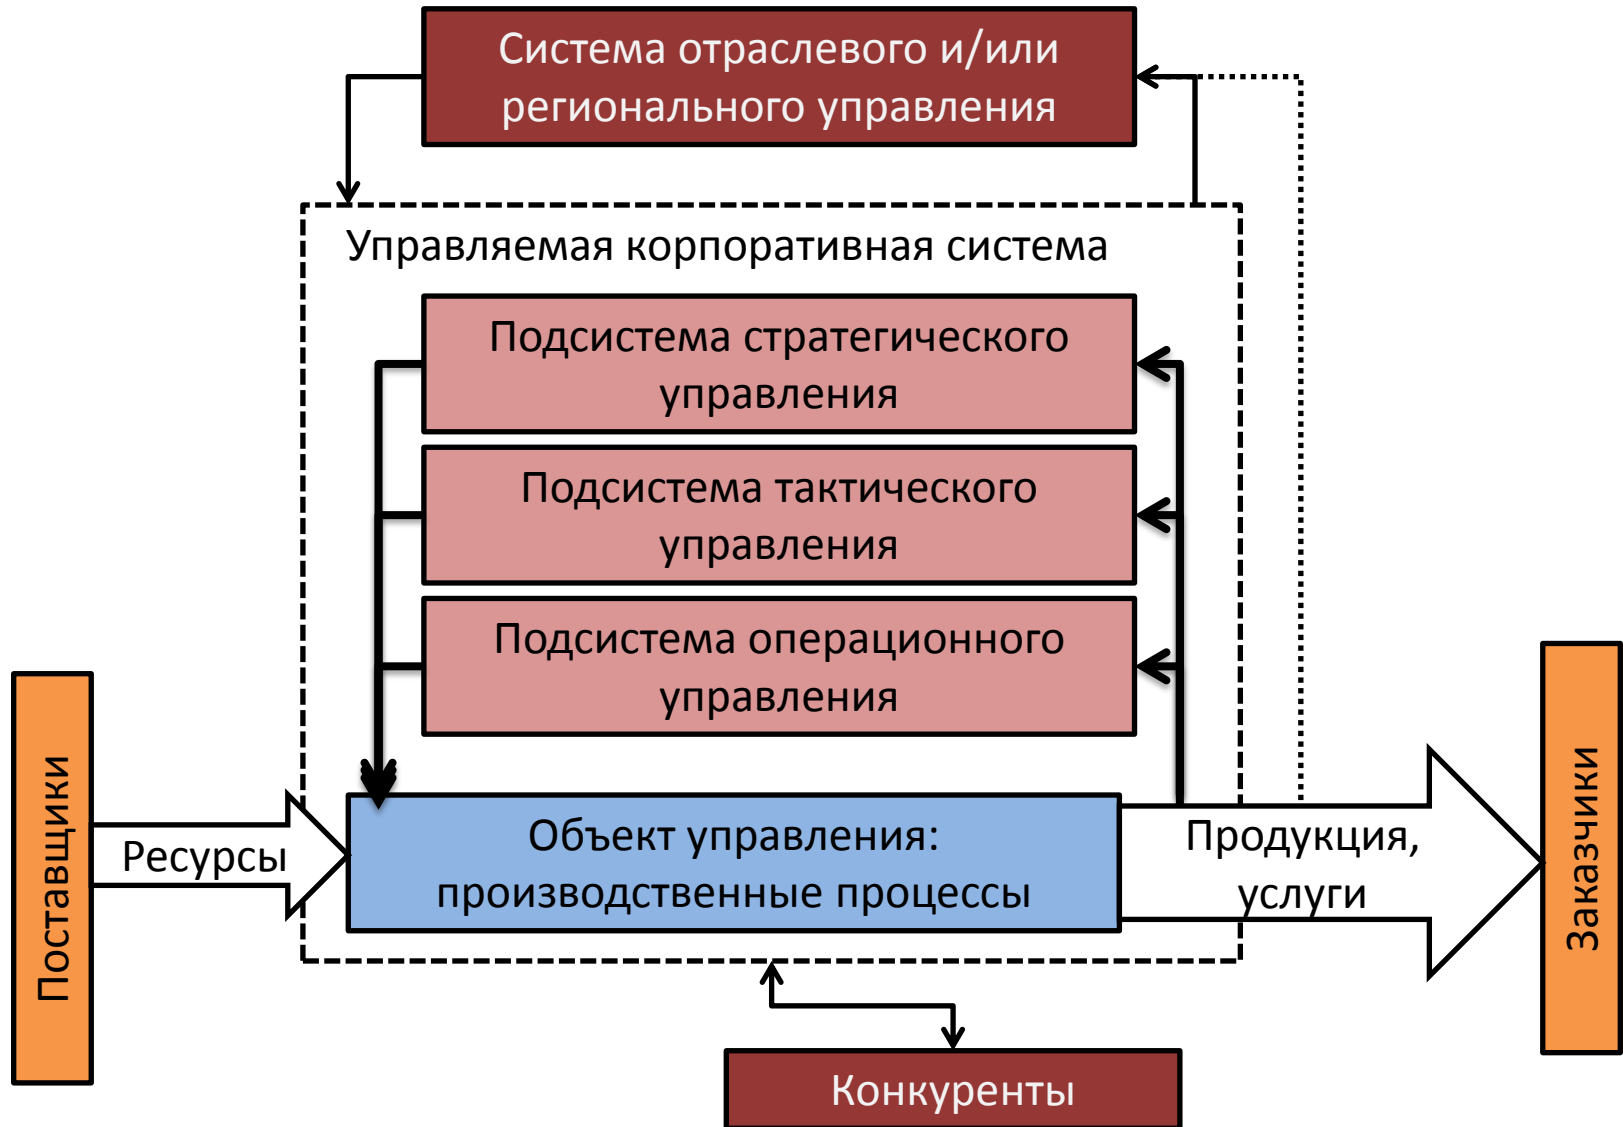 Система отраслевого и/или
регионального управления
Управляемая корпоративная система
Подсистема стратегического
управления
Подсистема тактического
управления
Подсистема операционного
управления
Поставщики
Ресурсы
Объект управления:
производственные процессы
Продукция,
услуги
Заказчики
Конкуренты